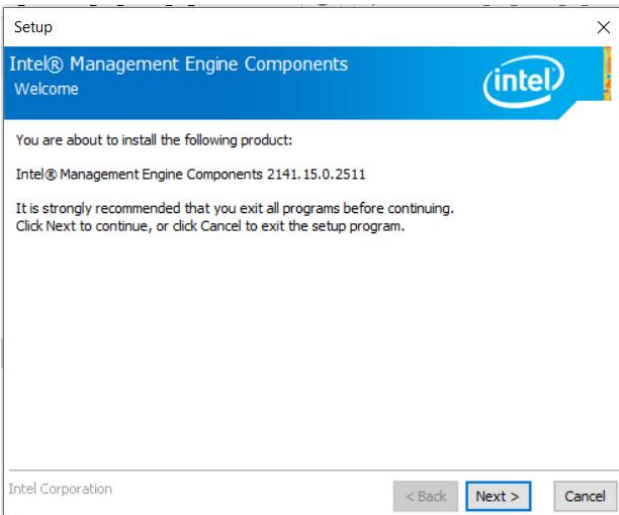 Setup
Intel® Management Engine Components
Welcome
intel
You are about to install the following product:
Intel® Management Engine Components 2141.15.0.2511
It is strongly recommended that you exit all programs before continuing.
Click Next to continue, or click Cancel to exit the setup program.
Intel Corporation
< Back Next > Cancel